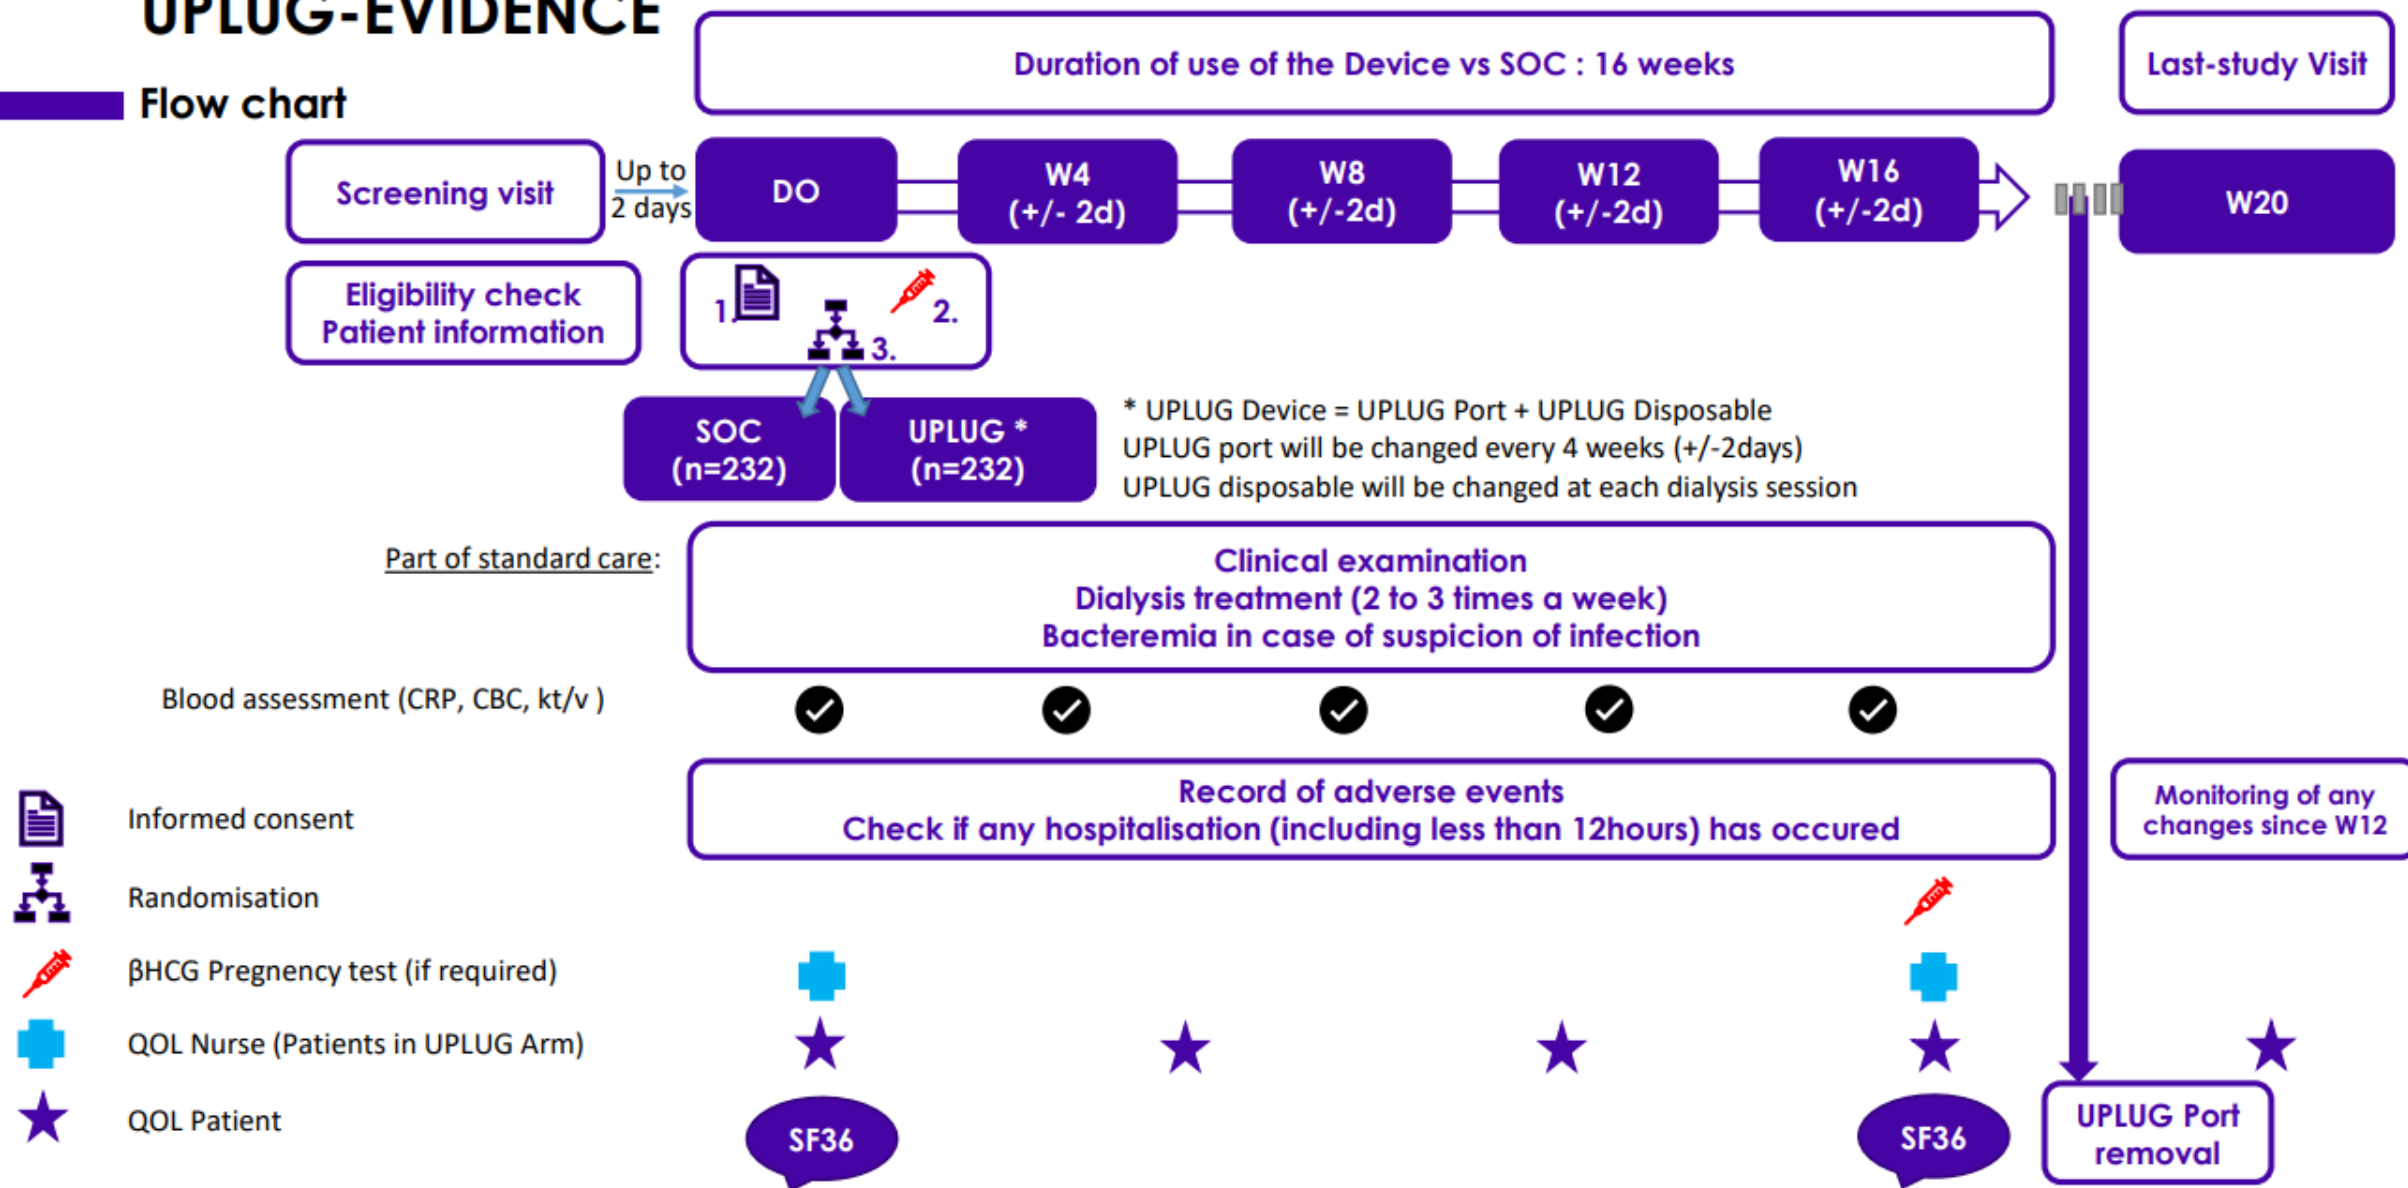 UPLUG-EVIDENCE
Flow chart
Duration of use of the Device vs SOC : 16 weeks
Last-study Visit
Screening visit
Up to
2 days
DO
W4
(+/- 2d)
W8
(+/-2d)
W12
(+/-2d)
W16
(+/-2d)
W20
Eligibility check
Patient information
1.
2.
3.
SOC
(n=232)
UPLUG *
(n=232)
* UPLUG Device = UPLUG Port + UPLUG Disposable
UPLUG port will be changed every 4 weeks (+/-2days)
UPLUG disposable will be changed at each dialysis session
Part of standard care:
Clinical examination
Dialysis treatment (2 to 3 times a week)
Bacteremia in case of suspicion of infection
Blood assessment (CRP, CBC, kt/v )
Record of adverse events
Check if any hospitalisation (including less than 12hours) has occured
Monitoring of any
changes since W12
Informed consent
Randomisation
βHCG Pregnency test (if required)
QOL Nurse (Patients in UPLUG Arm)
QOL Patient
SF36
SF36
UPLUG Port
removal